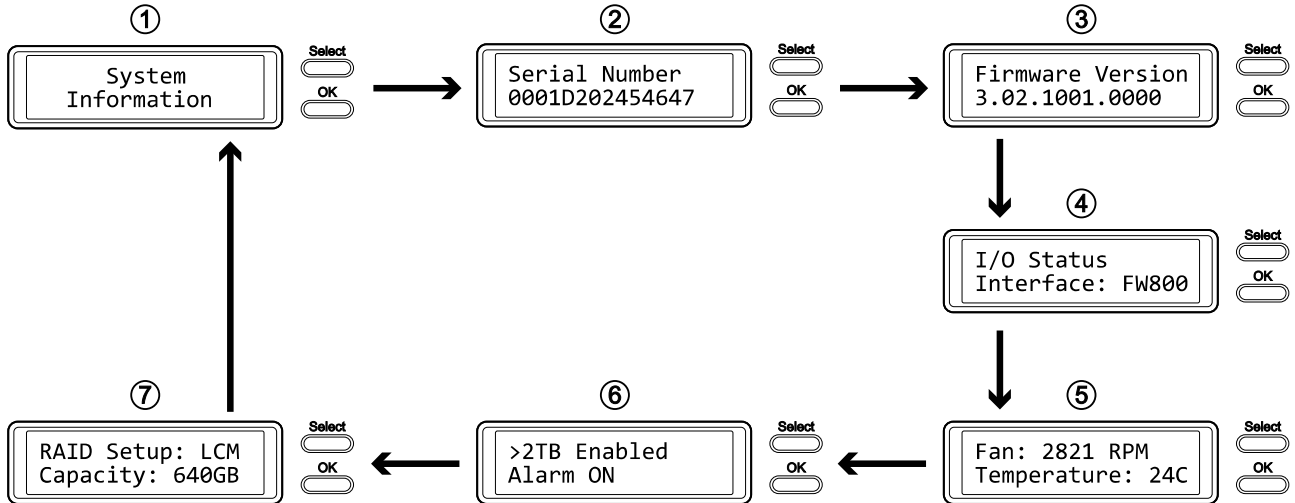 ①
System
Information
Select
OK
②
Serial Number
0001D202454647
Select
OK
③
Firmware Version
3.02.1001.0000
Select
OK
④
I/O Status
Interface: FW800
Select
OK
⑤
Fan: 2821 RPM
Temperature: 24C
Select
OK
⑥
>2TB Enabled
Alarm ON
Select
OK
⑦
RAID Setup: LCM
Capacity: 640GB
Select
OK